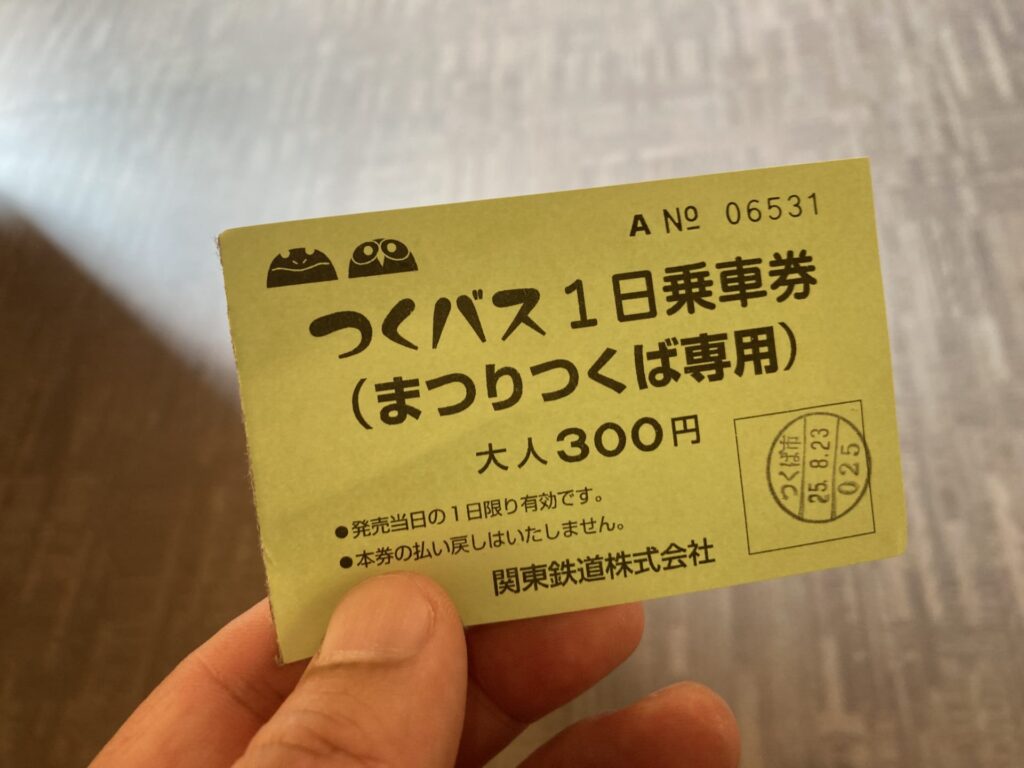 A № 06531
つくバス1日乗車券
（まつりつくば専用）
大人300円
●発売当日の1日限り有効です。
●本券の払い戻しはいたしません。
関東鉄道株式会社
つくば市
25.8.23
025